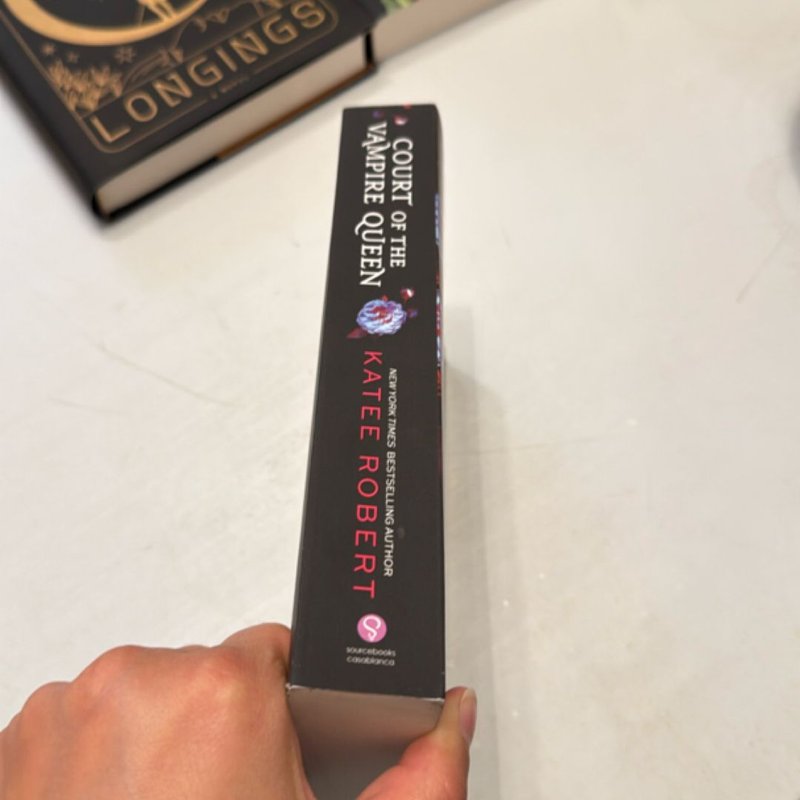 LONGINGS
COURT OF THE
VAMPIRE QUEEN
NEW YORK TIMES BESTSELLING AUTHOR
KATEE ROBERT
sourcebooks
casablanca